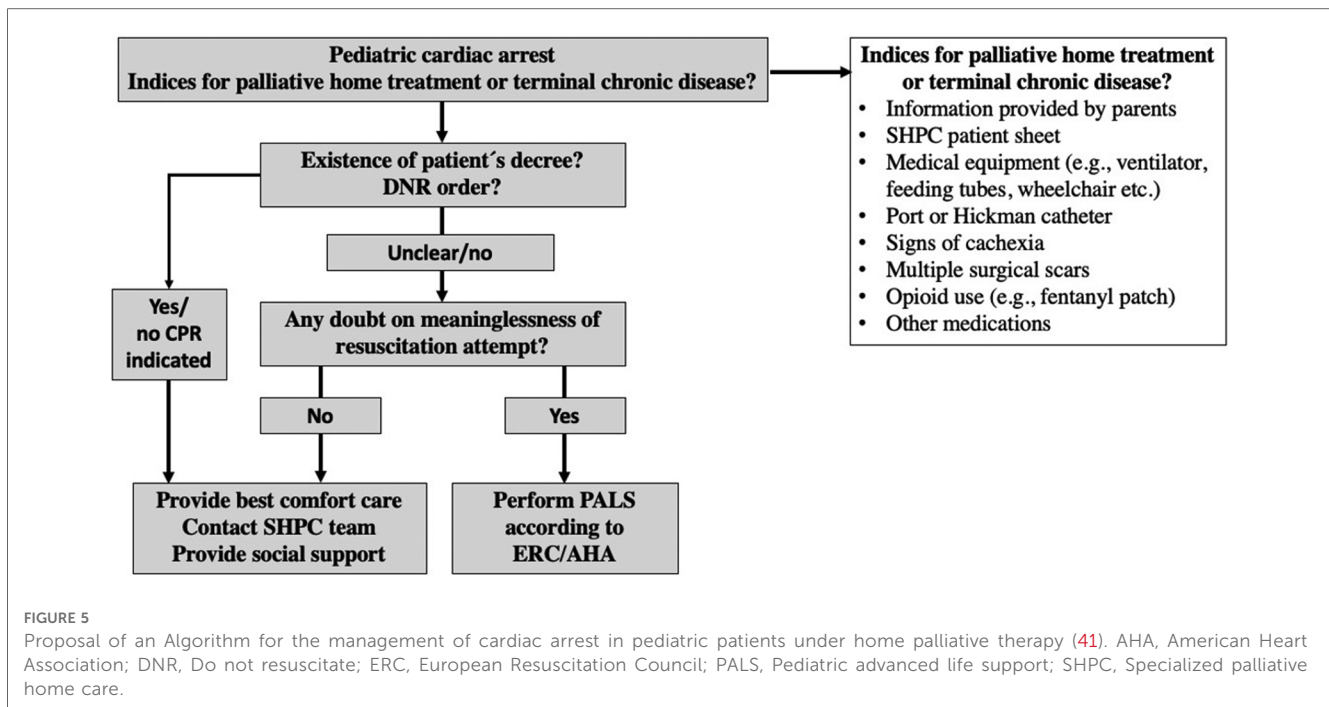 Pediatric cardiac arrest
Indices for palliative home treatment or terminal chronic disease?
Indices for palliative home treatment
or terminal chronic disease?
• Information provided by parents
• SHPC patient sheet
• Medical equipment (e.g., ventilator,
feeding tubes, wheelchair etc.)
• Port or Hickman catheter
• Signs of cachexia
• Multiple surgical scars
• Opioid use (e.g., fentanyl patch)
• Other medications
Existence of patient´s decree?
DNR order?
Unclear/no
Yes/
no CPR
indicated
Any doubt on meaninglessness of
resuscitation attempt?
No
Yes
Provide best comfort care
Contact SHPC team
Provide social support
Perform PALS
according to
ERC/AHA
FIGURE 5
Proposal of an Algorithm for the management of cardiac arrest in pediatric patients under home palliative therapy (41). AHA, American Heart
Association; DNR, Do not resuscitate; ERC, European Resuscitation Council; PALS, Pediatric advanced life support; SHPC, Specialized palliative
home care.